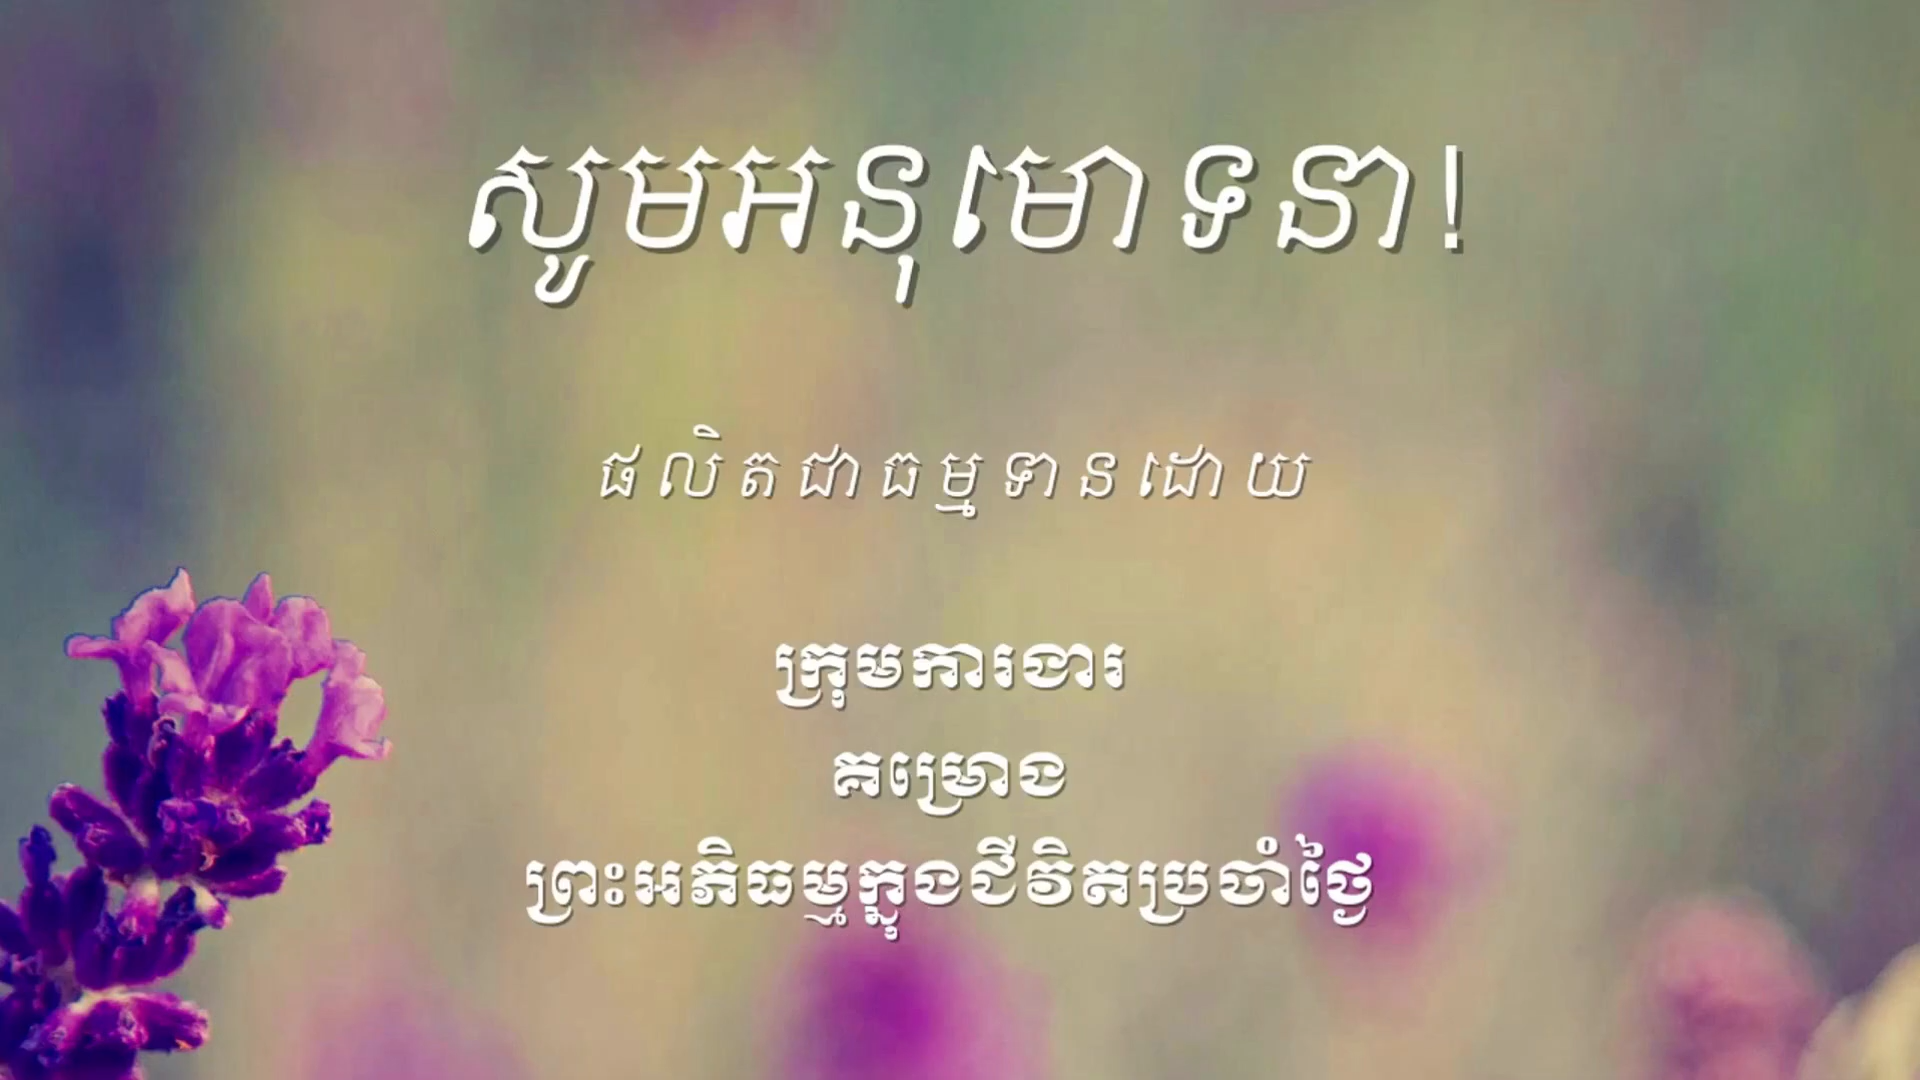 សូមអនុមោទនា!
ផលិតជាធម្មទានដោយ
ក្រុមការងារ
គម្រោង
ព្រះអភិធម្មក្នុងជីវិតប្រចាំថ្ងៃ